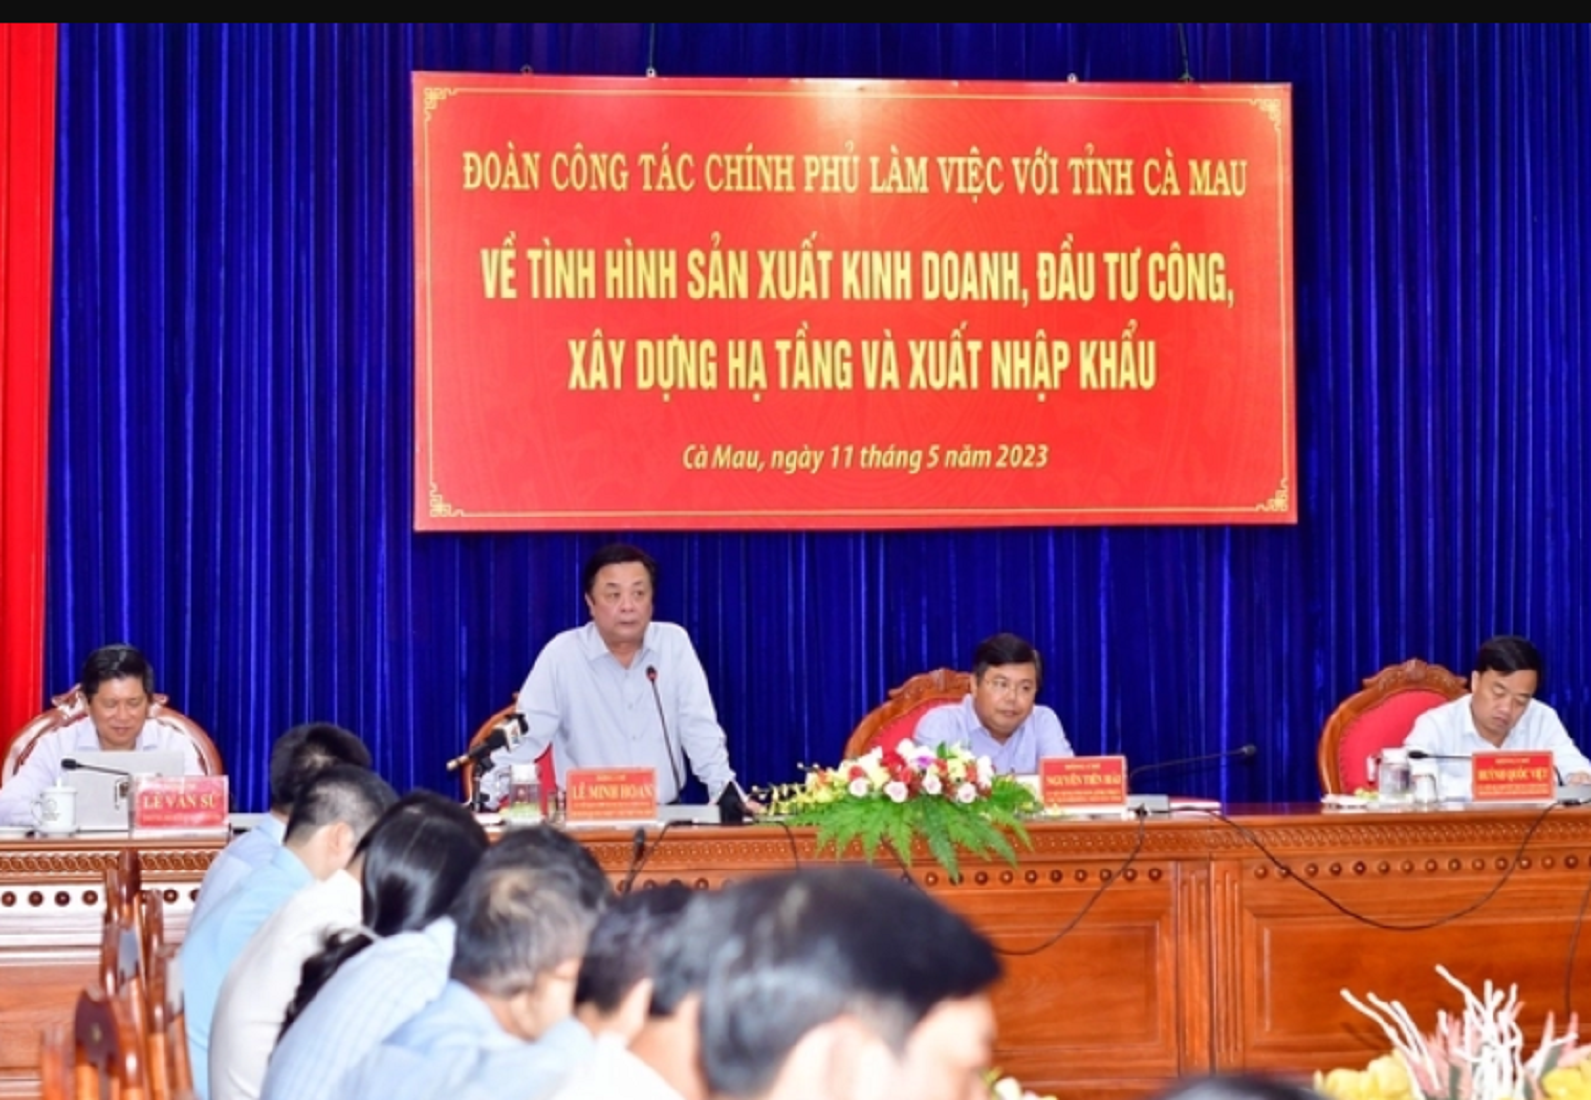 ĐOÀN CÔNG TÁC CHÍNH PHỦ LÀM VIỆC VỚI TỈNH CÀ MAU
VỀ TÌNH HÌNH SẢN XUẤT KINH DOANH, ĐẦU TƯ CÔNG,
XÂY DỰNG HẠ TẦNG VÀ XUẤT NHẬP KHẨU
Cà Mau, ngày 11 tháng 5 năm 2023
LÊ VĂN SỬ
LÊ MINH HOAN
NGUYỄN TIẾN HẢI
HUỲNH QUỐC VIỆT